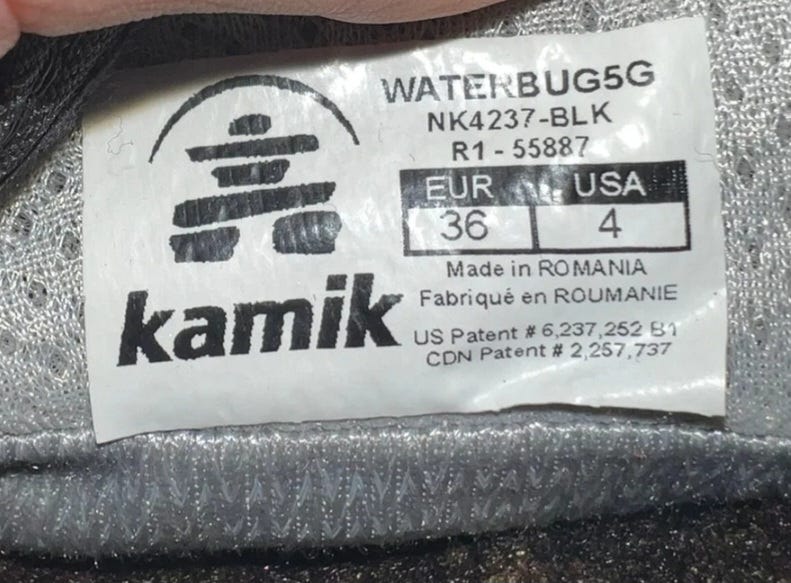 WATERBUG5G
NK4237-BLK
R1 - 55887
EUR USA
36 4
Made in ROMANIA
Fabriqué en ROUMANIE
kamik
US Patent # 6,237,252 B1
CDN Patent # 2,257,737